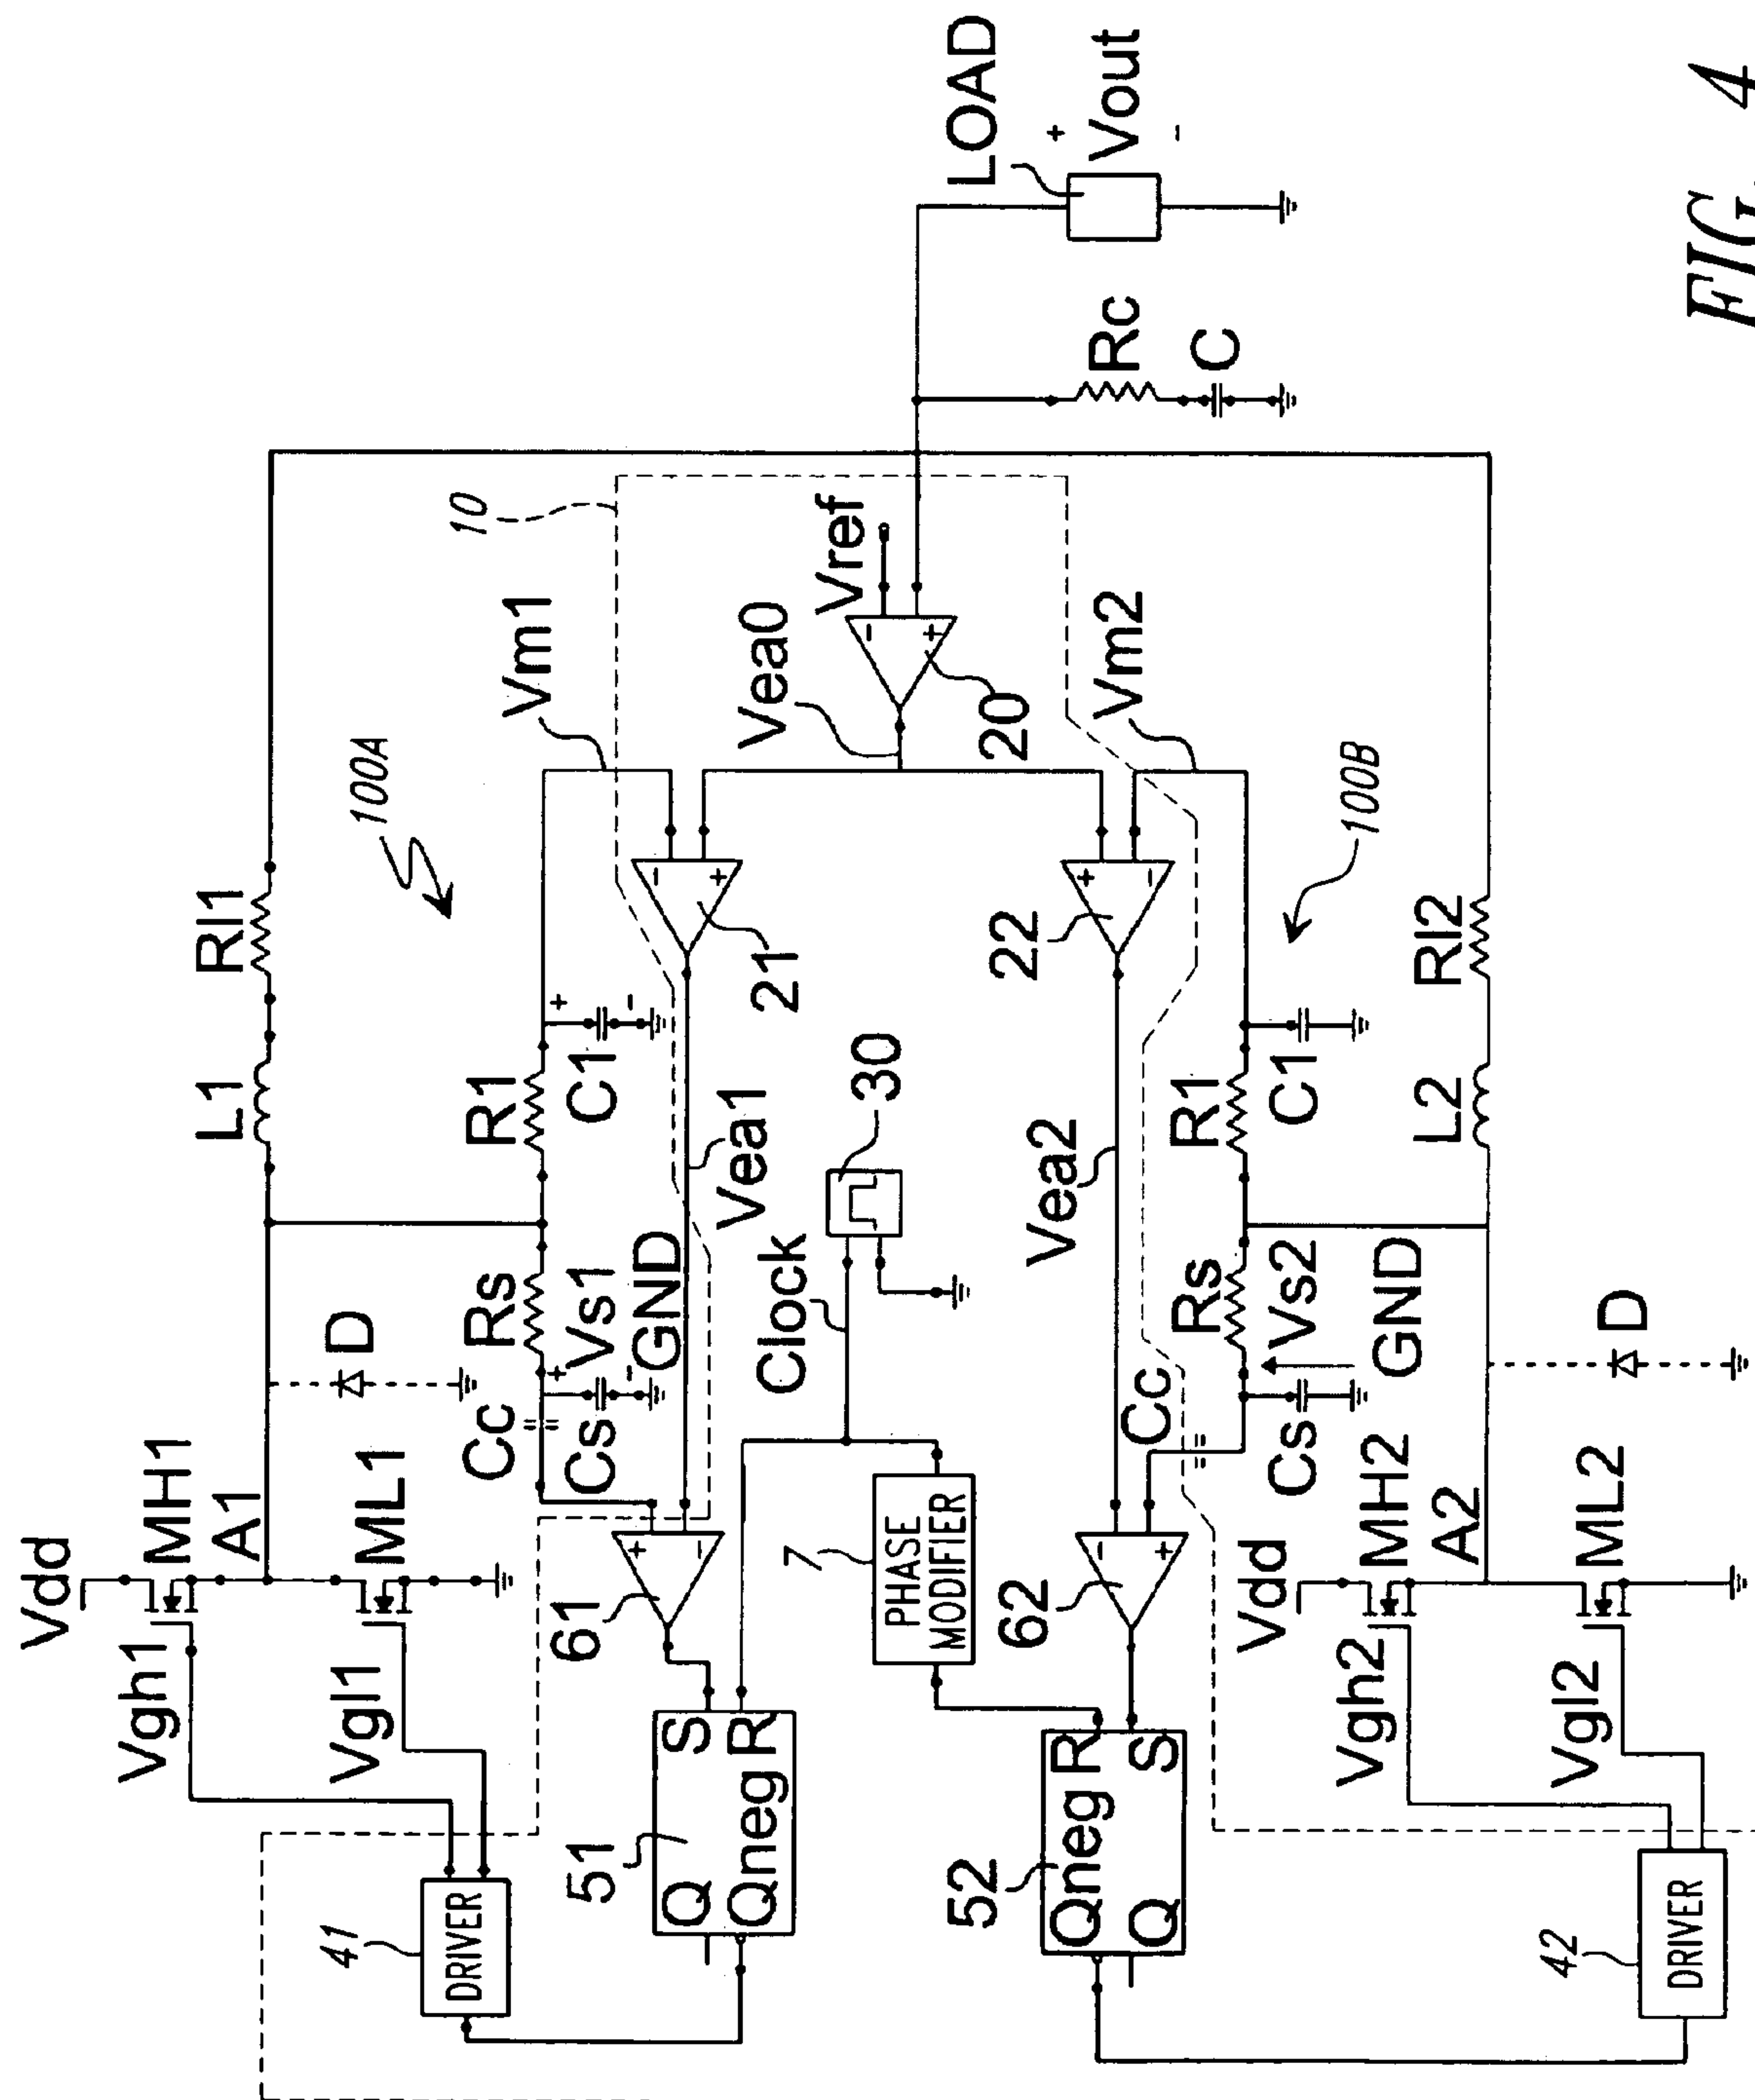 Vdd
Vgh1
MH1
A1
Vgl1
ML1
D
L1
Rl1
100A
41
DRIVER
Cc
Rs
R1
Vm1
10
Cs
Vs1
+
-
GND
C1
+
-
61
+
-
51
Q
S
Qneg
R
Vea1
21
-
+
Vea0
Vref
-
+
20
Clock
30
7
PHASE
MODIFIER
LOAD
+
Vout
-
Rc
C
52
Qneg
R
Q
S
62
-
+
Vea2
22
+
-
Vm2
Cc
Rs
R1
100B
Cs
Vs2
GND
C1
Vdd
Vgh2
MH2
A2
Vgl2
ML2
D
L2
Rl2
42
DRIVER
FIG. 4